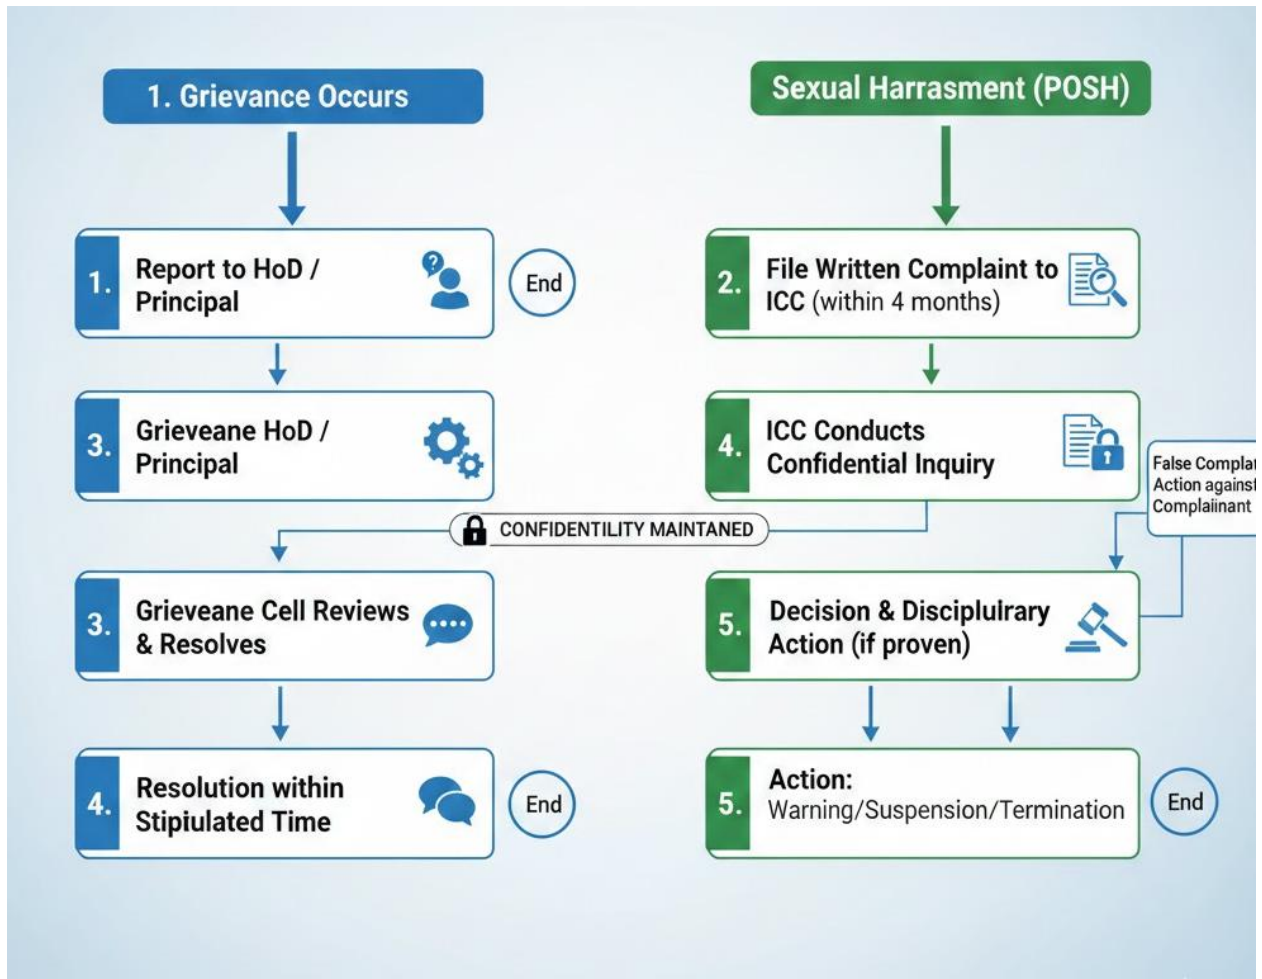 1. Grievance Occurs
1.
Report to HoD /
Principal
?
End
3.
Grieveane HoD /
Principal
3.
Grieveane Cell Reviews
& Resolves
4.
Resolution within
Stipiulated Time
End
CONFIDENTILITY MAINTANED
Sexual Harrasment (POSH)
2.
File Written Complaint to
ICC (within 4 months)
4.
ICC Conducts
Confidential Inquiry
False Complar
Action against
Complaiinant
5.
Decision & Discipluirary
Action (if proven)
5.
Action:
Warning/Suspension/Termination
End